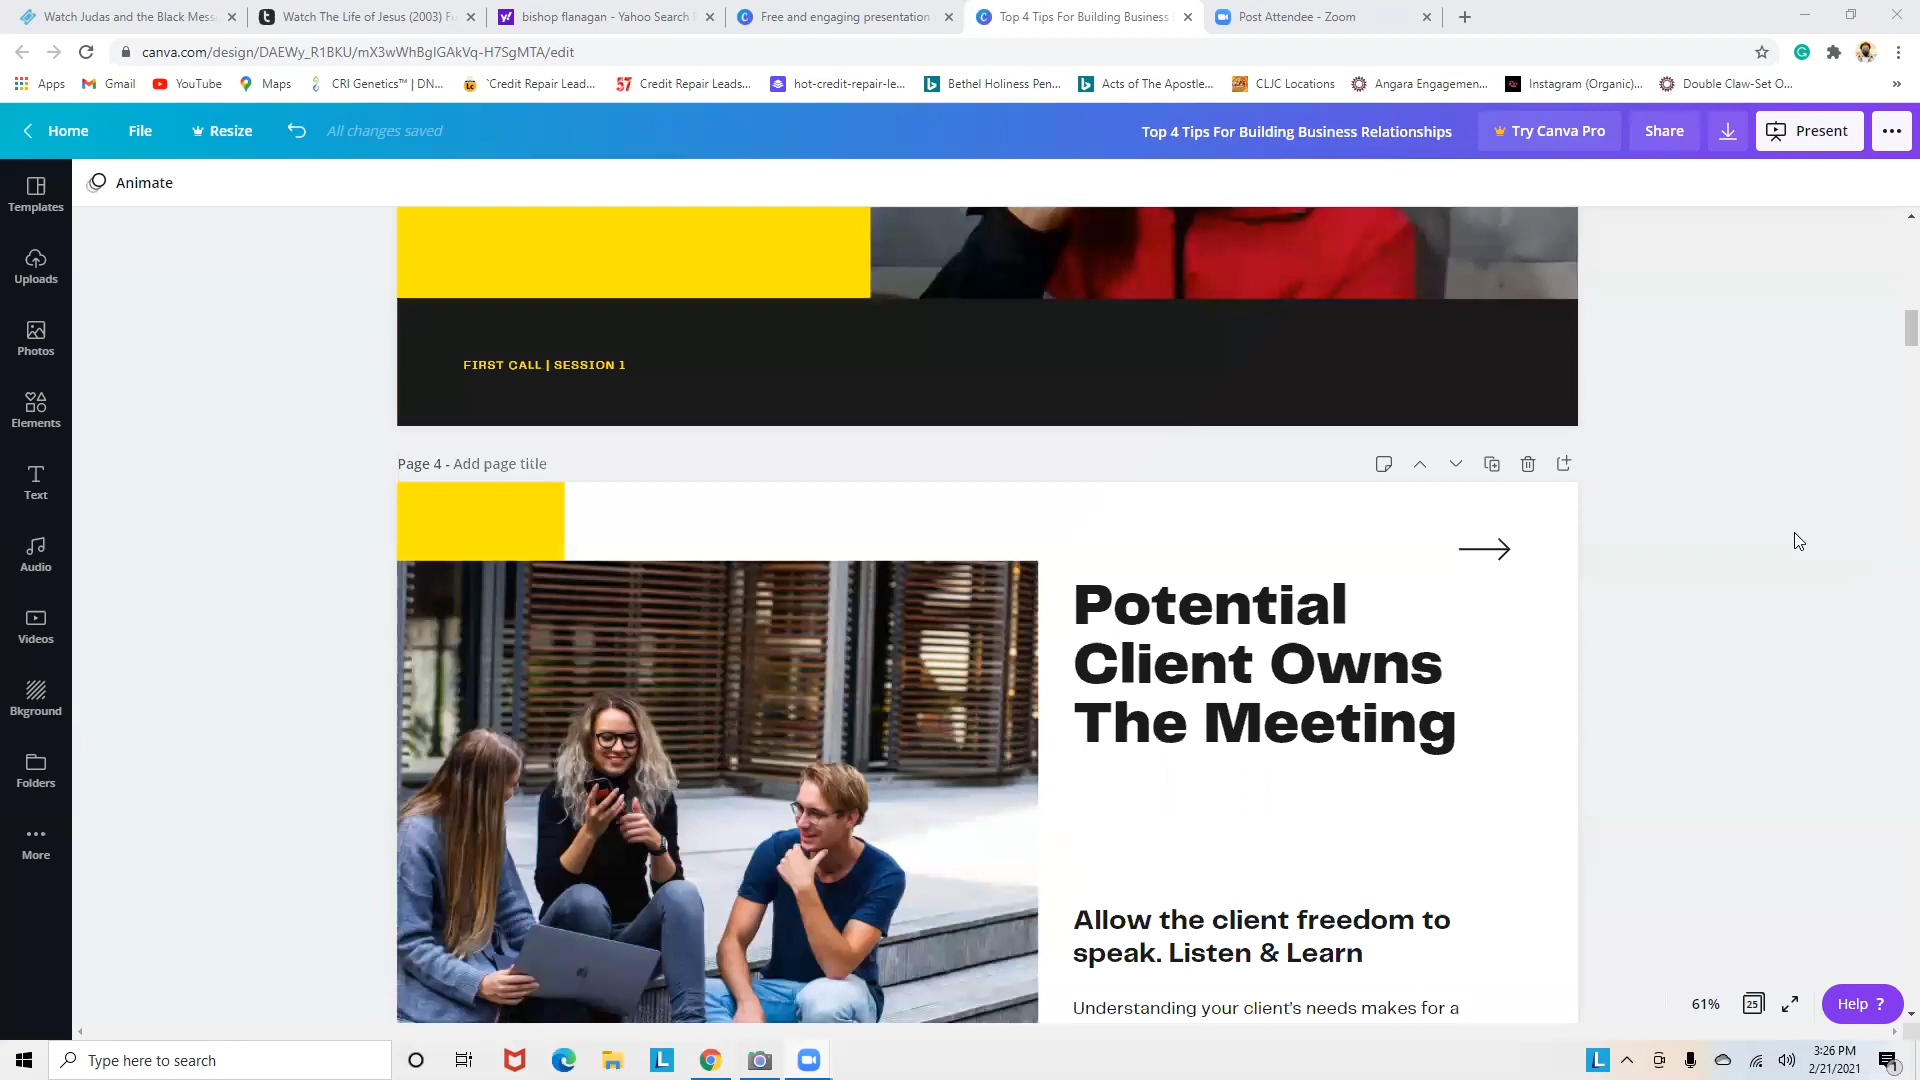 Watch Judas and the Black Mess
Watch The Life of Jesus (2003) Fu
bishop flanagan - Yahoo Search
Free and engaging presentation
Top 4 Tips For Building Business
Post Attendee - Zoom
canva.com/design/DAEWy_R1BKU/mX3wWhBglGAkVq-H7SgMTA/edit
Apps
Gmail
YouTube
Maps
CRI Genetics™ | DN...
`Credit Repair Lead...
Credit Repair Leads...
hot-credit-repair-le...
Bethel Holiness Pen...
Acts of The Apostle...
CLJC Locations
Angara Engagemen...
Instagram (Organic)...
Double Claw-Set O...
Home
File
Resize
All changes saved
Top 4 Tips For Building Business Relationships
Try Canva Pro
Share
Present
Animate
Templates
Uploads
Photos
Elements
Text
Audio
Videos
Bkground
Folders
More
FIRST CALL | SESSION 1
Page 4 - Add page title
Potential
Client Owns
The Meeting
Allow the client freedom to
speak. Listen & Learn
Understanding your client's needs makes for a
61%
25
Help ?
Type here to search
3:26 PM
2/21/2021
1